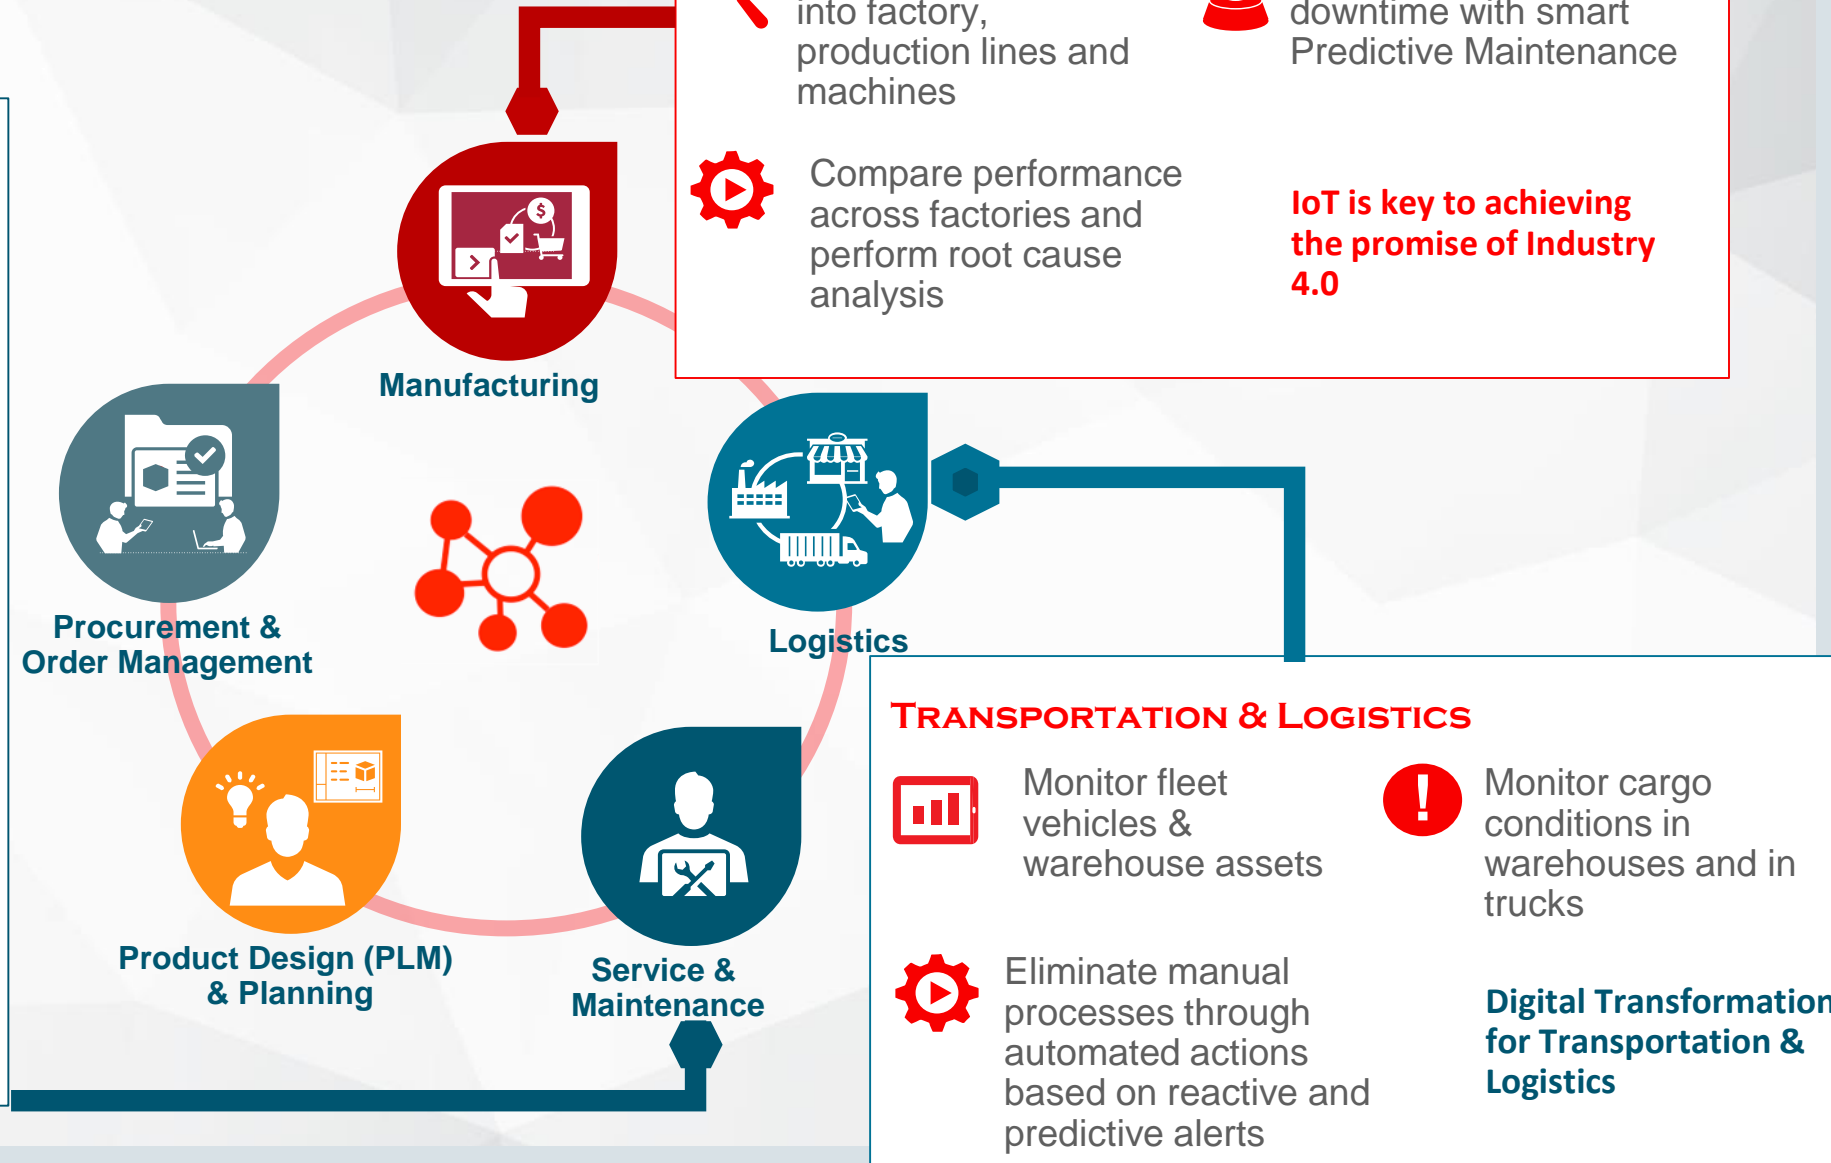 into factory,
production lines and
machines
downtime with smart
Predictive Maintenance
Compare performance
across factories and
perform root cause
analysis
IoT is key to achieving
the promise of Industry
4.0
$
Manufacturing
Procurement &
Order Management
Logistics
Product Design (PLM)
& Planning
Service &
Maintenance
Transportation & Logistics
Monitor fleet
vehicles &
warehouse assets
Monitor cargo
conditions in
warehouses and in
trucks
Eliminate manual
processes through
automated actions
based on reactive and
predictive alerts
Digital Transformation
for Transportation &
Logistics